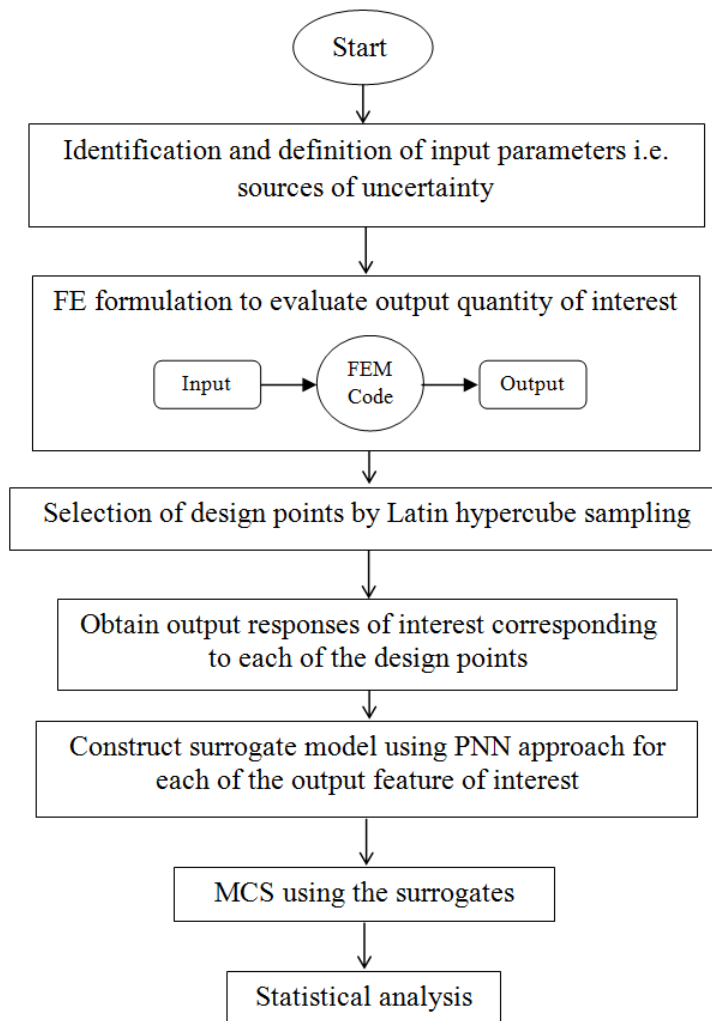 Start
Identification and definition of input parameters i.e.
sources of uncertainty
FE formulation to evaluate output quantity of interest
Input
FEM
Code
Output
Selection of design points by Latin hypercube sampling
Obtain output responses of interest corresponding
to each of the design points
Construct surrogate model using PNN approach for
each of the output feature of interest
MCS using the surrogates
Statistical analysis